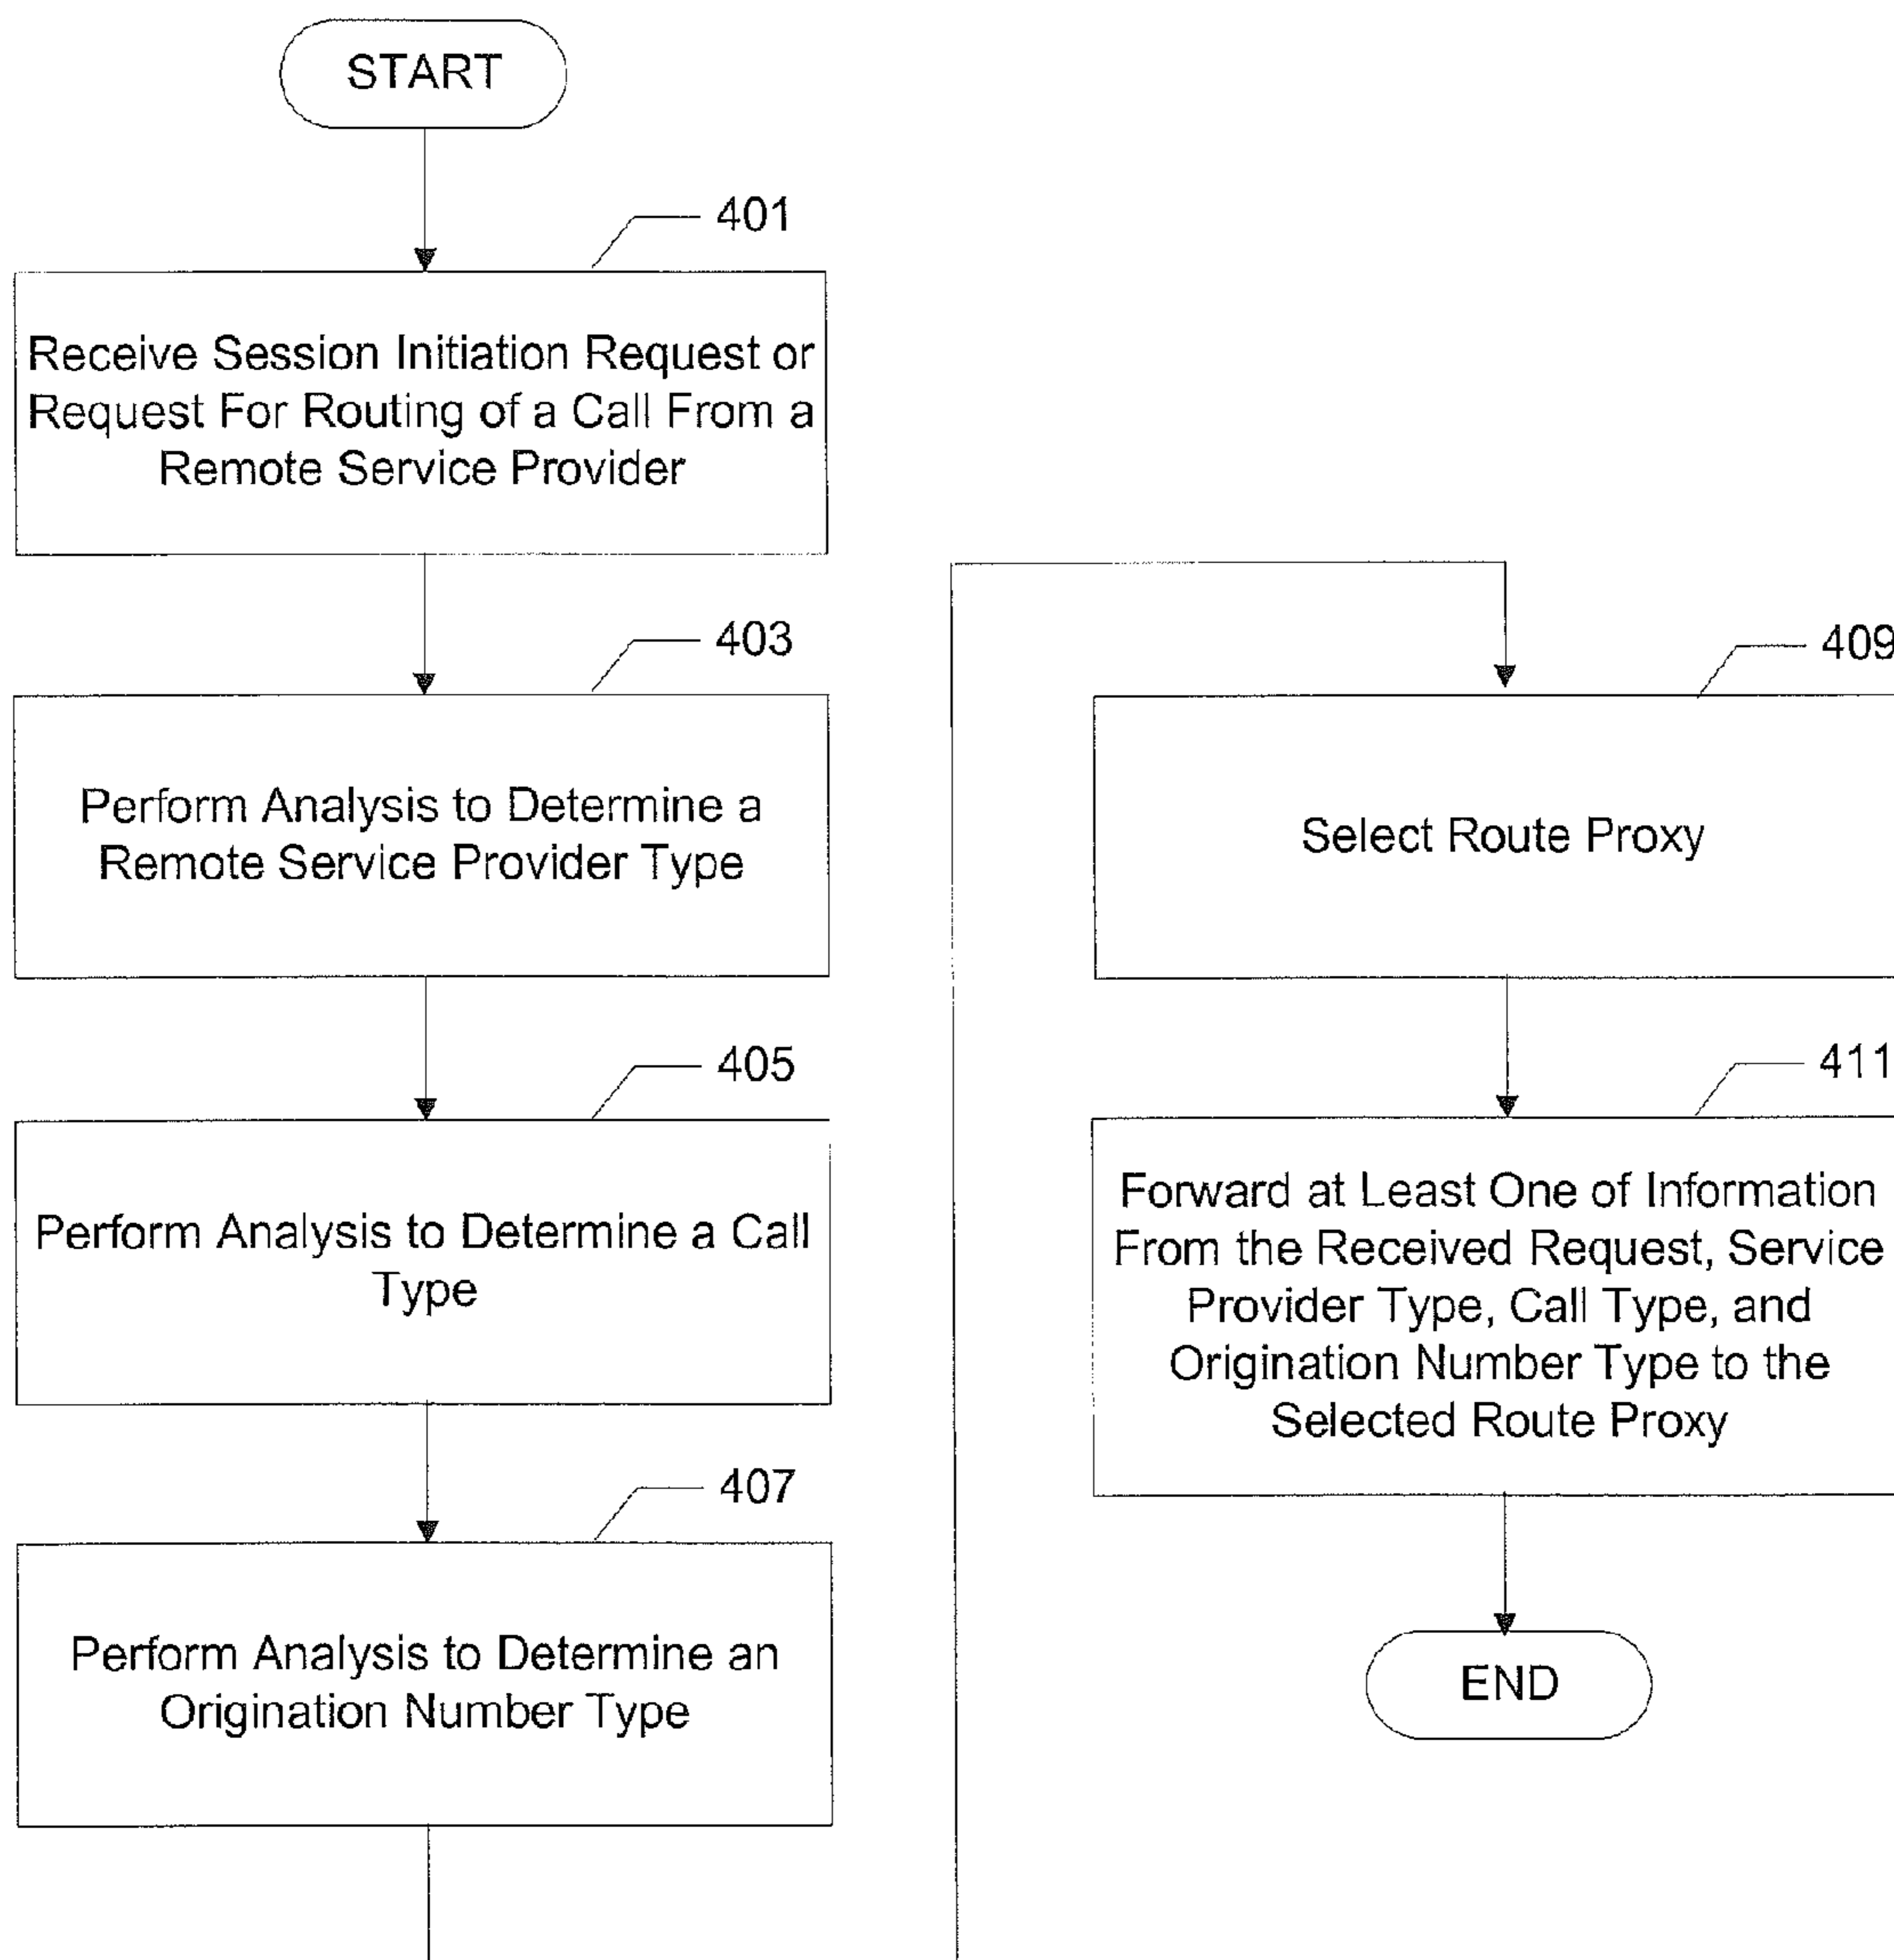 START
401
Receive Session Initiation Request or
Request For Routing of a Call From a
Remote Service Provider
403
Perform Analysis to Determine a
Remote Service Provider Type
405
Perform Analysis to Determine a Call
Type
407
Perform Analysis to Determine an
Origination Number Type
409
Select Route Proxy
411
Forward at Least One of Information
From the Received Request, Service
Provider Type, Call Type, and
Origination Number Type to the
Selected Route Proxy
END